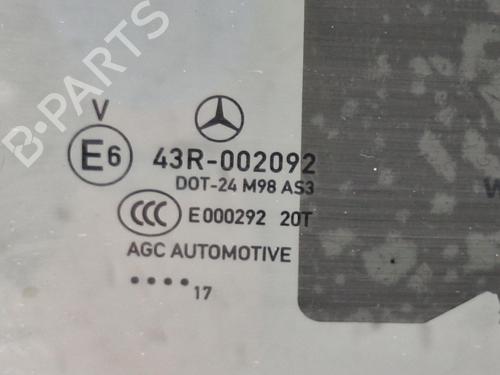 B-PARTS
V
E6 43R-002092
DOT-24 M98 AS3
CCC E000292 20T
AGC AUTOMOTIVE
.... 17